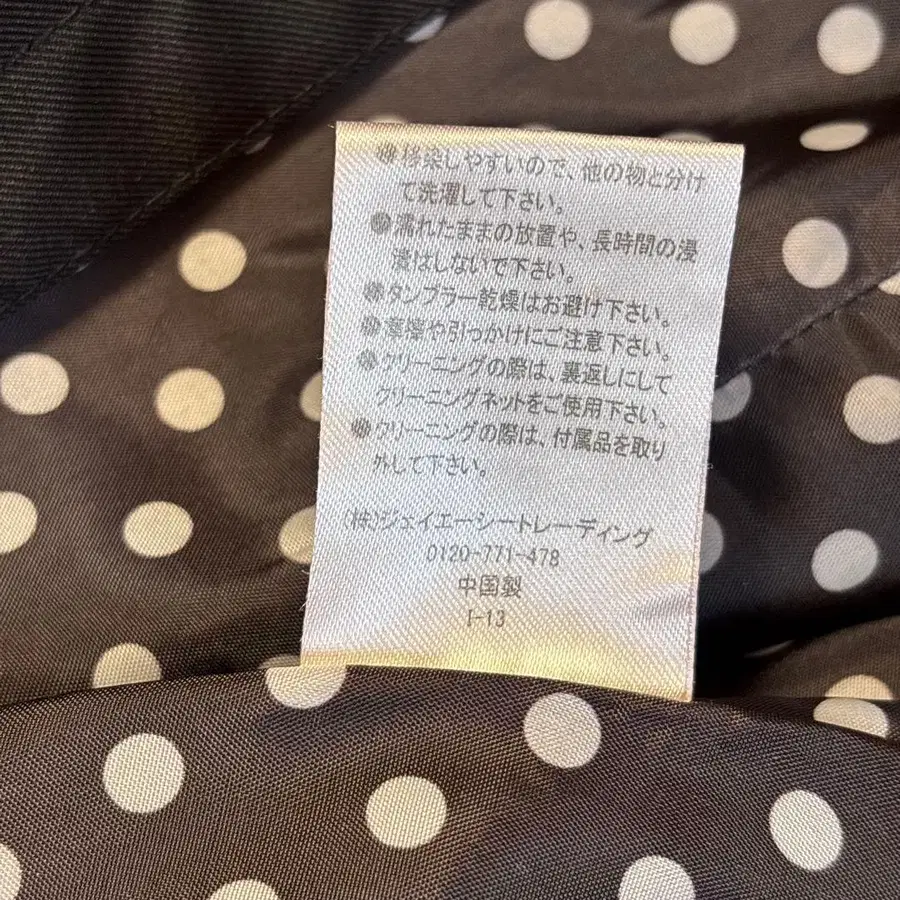 移染しやすいので、他の物と分け
て洗濯して下さい。
濡れたままの放置や、長時間の浸
漬はしないで下さい。
タンブラー乾燥はお避け下さい。
摩擦や引っかけにご注意下さい。
クリーニングの際は、裏返しにして
クリーニングネットをご使用下さい。
クリーニングの際は、付属品を取り
外して下さい。
(株)ジェイエーシートレーディング
0120-771-478
中国製
I-13